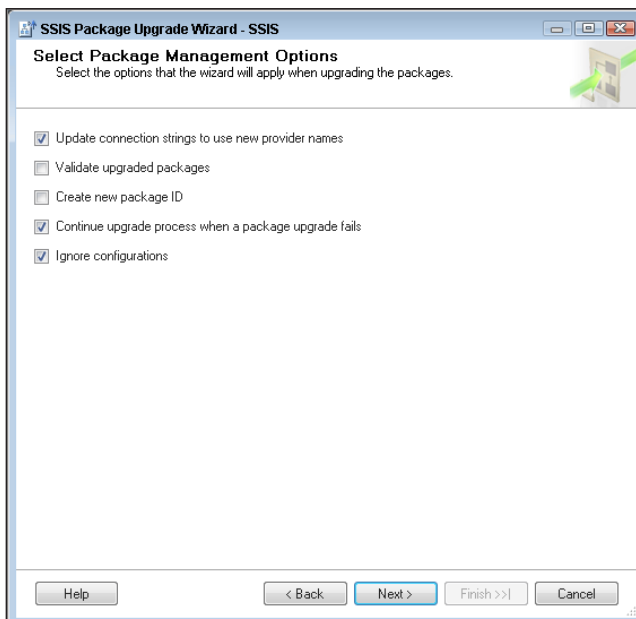 SSIS Package Upgrade Wizard - SSIS
Select Package Management Options
Select the options that the wizard will apply when upgrading the packages.
Update connection strings to use new provider names
Validate upgraded packages
Create new package ID
Continue upgrade process when a package upgrade fails
Ignore configurations
Help
< Back
Next >
Finish >>|
Cancel